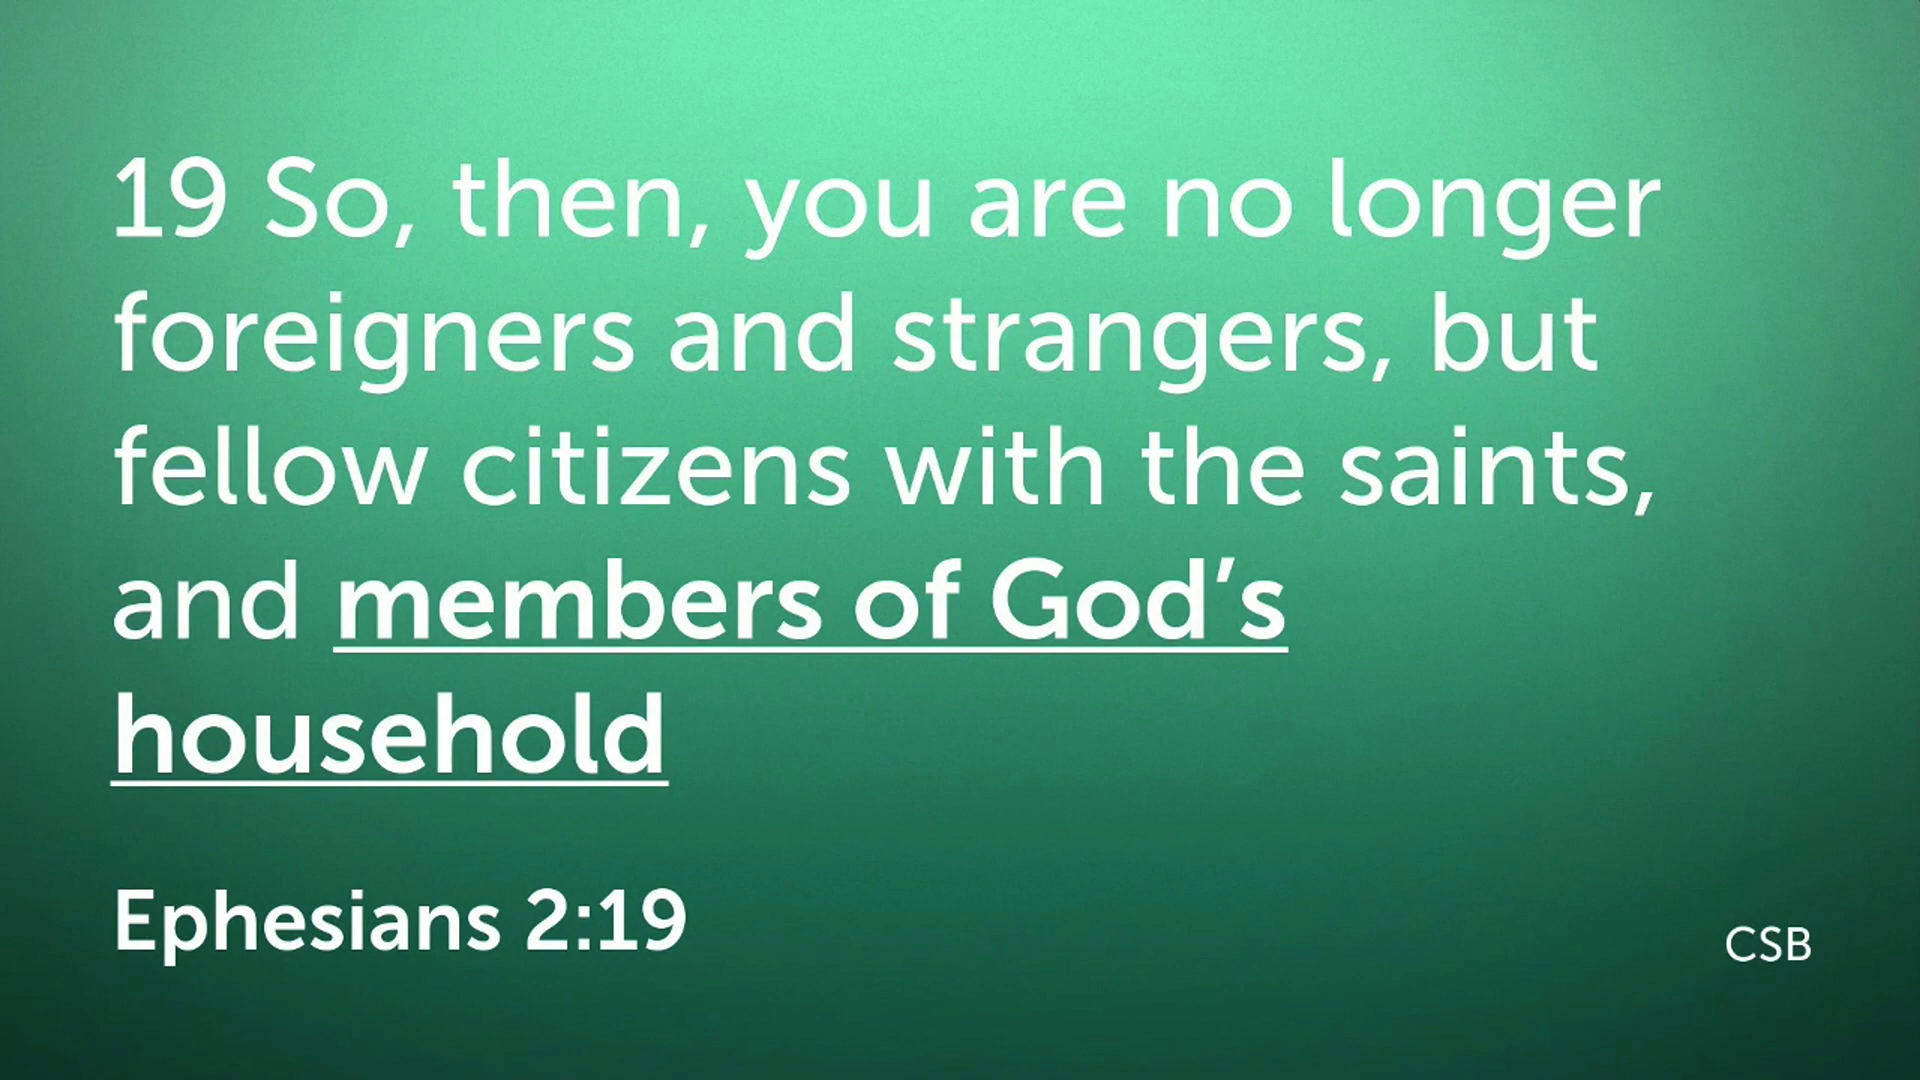 19 So, then, you are no longer
foreigners and strangers, but
fellow citizens with the saints,
and members of God’s
household
Ephesians 2:19
CSB